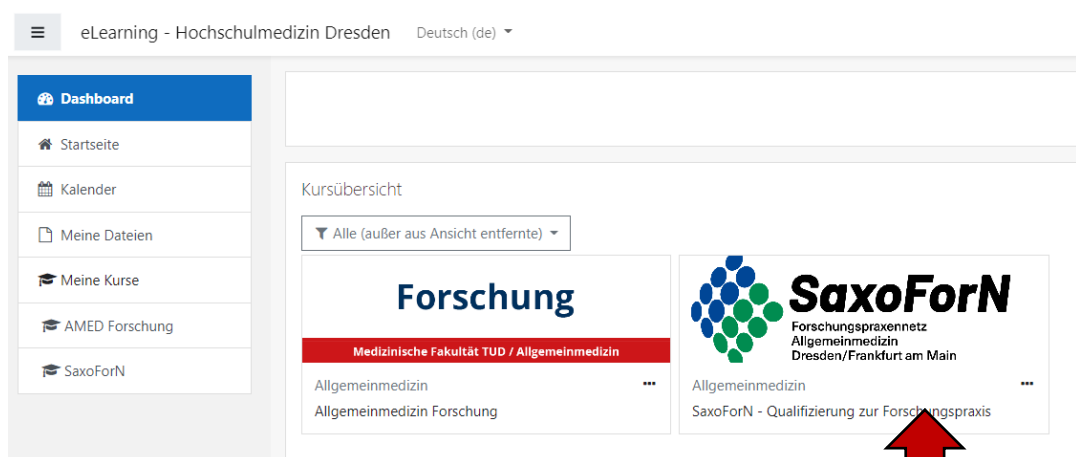 eLearning - Hochschulmedizin Dresden Deutsch (de)
Dashboard
Startseite
Kalender
Meine Dateien
Meine Kurse
AMED Forschung
SaxoForN
Kursübersicht
Alle (außer aus Ansicht entfernte)
Forschung
Medizinische Fakultät TUD / Allgemeinmedizin
Allgemeinmedizin
Allgemeinmedizin Forschung
SaxoForN
Forschungspraxennetz
Allgemeinmedizin
Dresden/Frankfurt am Main
Allgemeinmedizin
SaxoForN - Qualifizierung zur Forschungspraxis